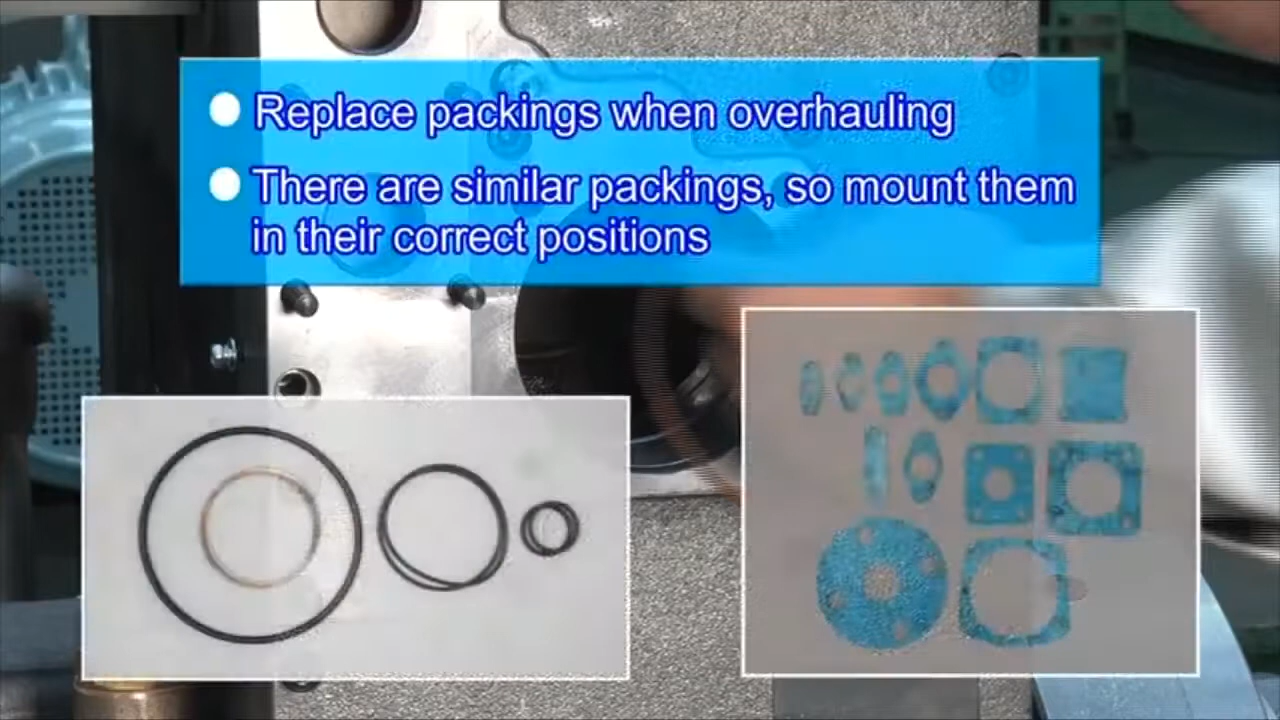 Replace packings when overhauling
There are similar packings, so mount them
in their correct positions